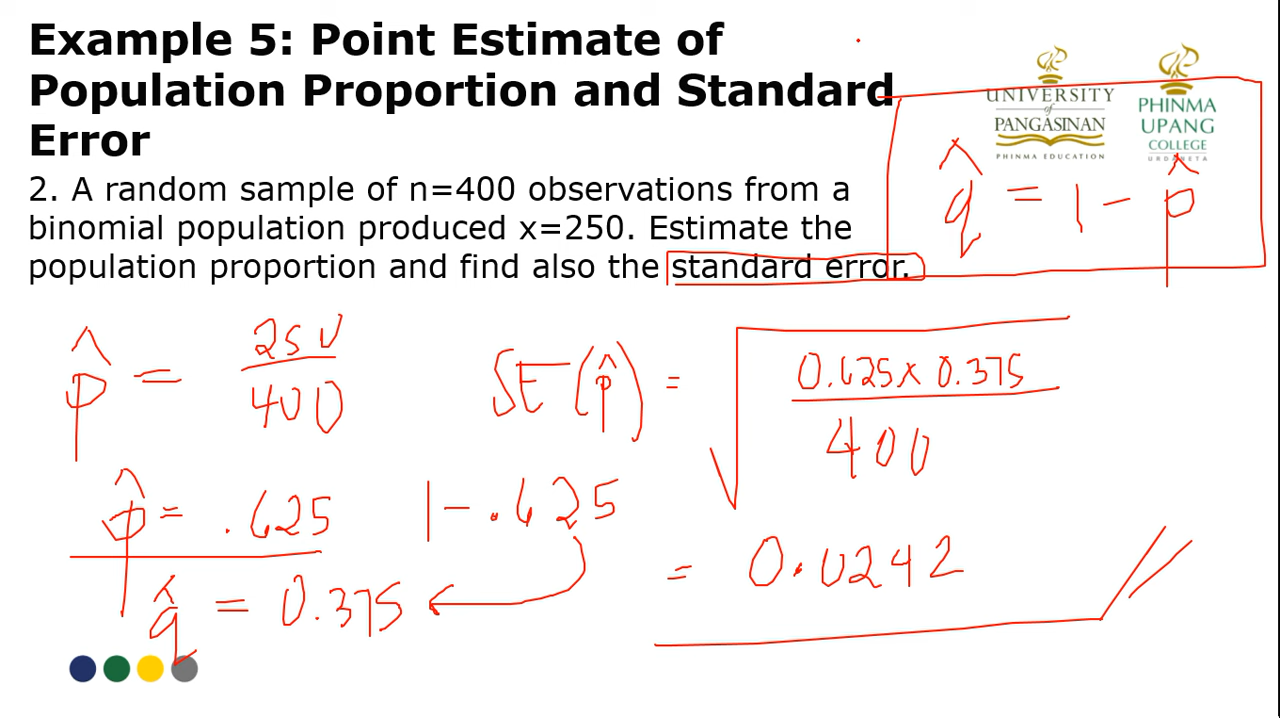 Example 5: Point Estimate of
Population Proportion and Standard
Error
UNIVERSITY
of
PANGASINAN
PHINMA EDUCATION
PHINMA
UPANG
COLLEGE
URDANETA
q̂ = 1 - p̂
2. A random sample of n=400 observations from a
binomial population produced x=250. Estimate the
population proportion and find also the standard error.
p̂ = 250/400
SE(p̂) = √(0.625 x 0.375 / 400)
p̂ = .625
1 - .625
q̂ = 0.375
= 0.0242